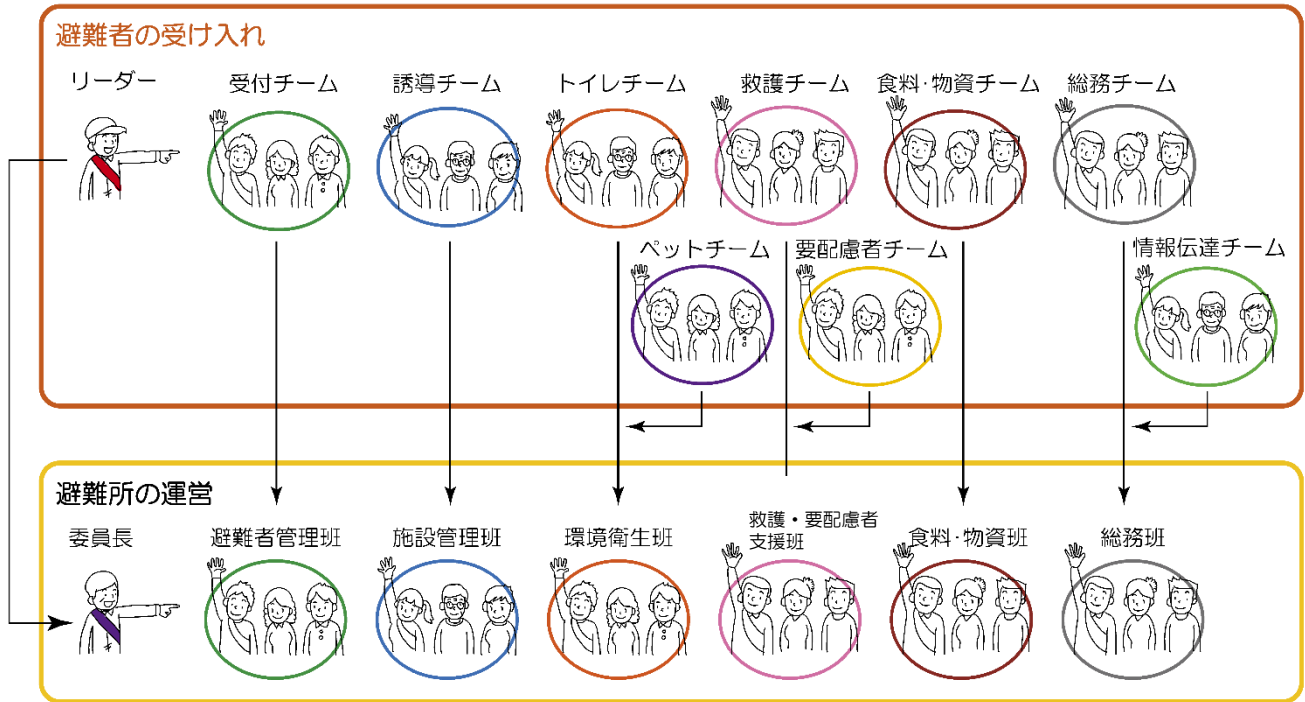 避難者の受け入れ
リーダー
受付チーム
誘導チーム
トイレチーム
救護チーム
食料・物資チーム
総務チーム
ペットチーム
要配慮者チーム
情報伝達チーム
避難所の運営
委員長
避難者管理班
施設管理班
環境衛生班
救護・要配慮者
支援班
食料・物資班
総務班